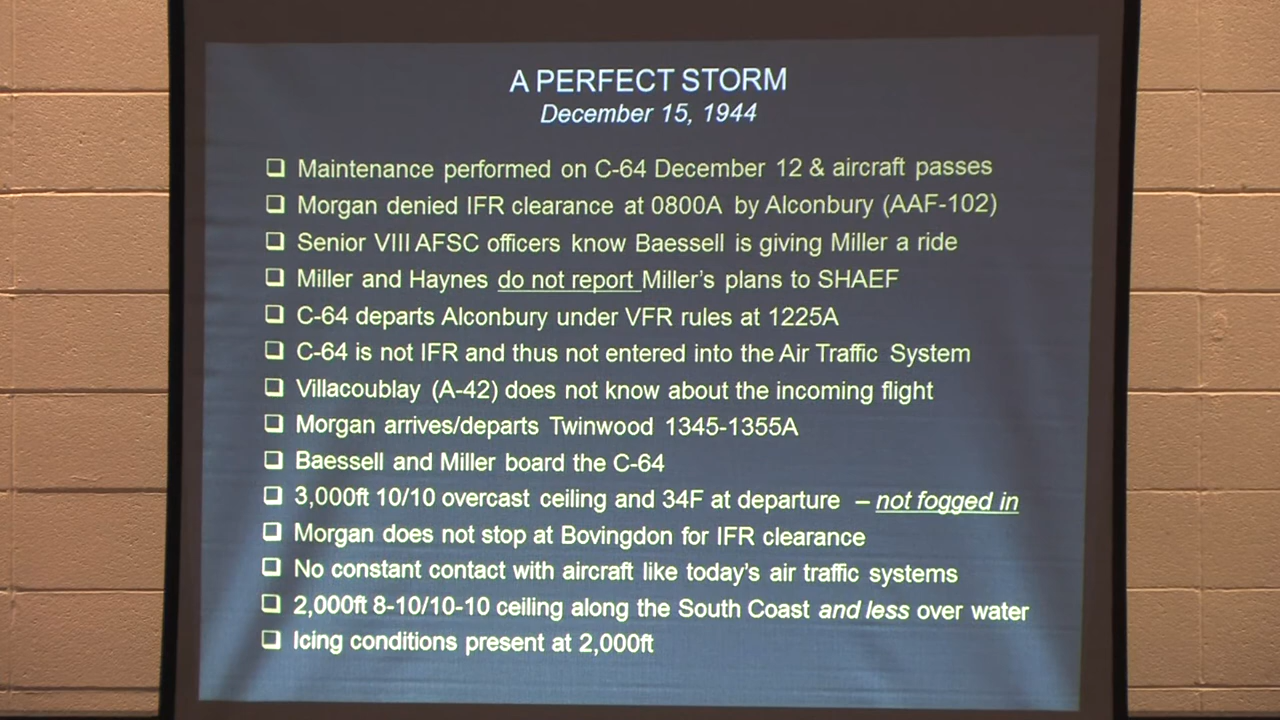 A PERFECT STORM
December 15, 1944
❑ Maintenance performed on C-64 December 12 & aircraft passes
❑ Morgan denied IFR clearance at 0800A by Alconbury (AAF-102)
❑ Senior VIII AFSC officers know Baessell is giving Miller a ride
❑ Miller and Haynes do not report Miller's plans to SHAEF
❑ C-64 departs Alconbury under VFR rules at 1225A
❑ C-64 is not IFR and thus not entered into the Air Traffic System
❑ Villacoublay (A-42) does not know about the incoming flight
❑ Morgan arrives/departs Twinwood 1345-1355A
❑ Baessell and Miller board the C-64
❑ 3,000ft 10/10 overcast ceiling and 34F at departure – not fogged in
❑ Morgan does not stop at Bovingdon for IFR clearance
❑ No constant contact with aircraft like today's air traffic systems
❑ 2,000ft 8-10/10-10 ceiling along the South Coast and less over water
❑ Icing conditions present at 2,000ft